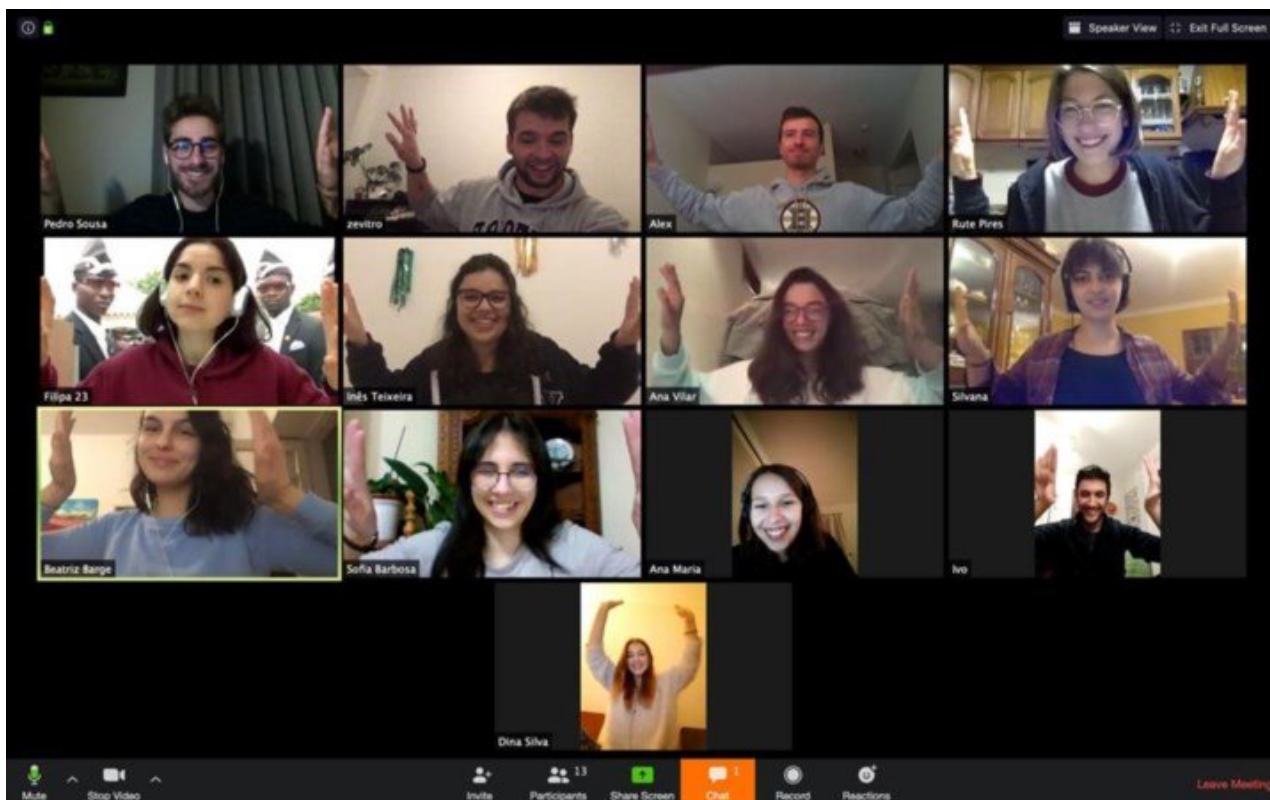 Speaker View
Exit Full Screen
Pedro Sousa
zevitro
Alex
Rute Pires
Filipa 23
Inês Teixeira
Ana Vilar
Silvana
Beatriz Barge
Sofia Barbosa
Ana Maria
Ivo
Dina Silva
Mute
Stop Video
Invite
Participants 13
Share Screen
Chat 1
Record
Reactions
Leave Meeting